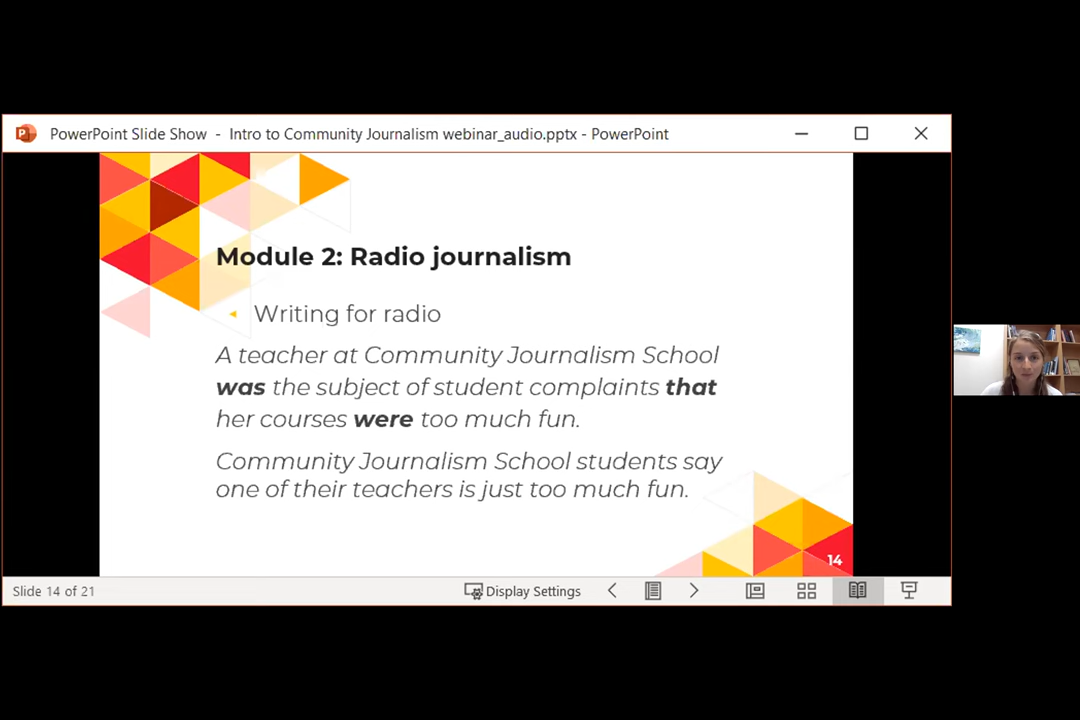 PowerPoint Slide Show - Intro to Community Journalism webinar_audio.pptx - PowerPoint
Module 2: Radio journalism
Writing for radio
A teacher at Community Journalism School
was the subject of student complaints that
her courses were too much fun.
Community Journalism School students say
one of their teachers is just too much fun.
14
Slide 14 of 21
Display Settings